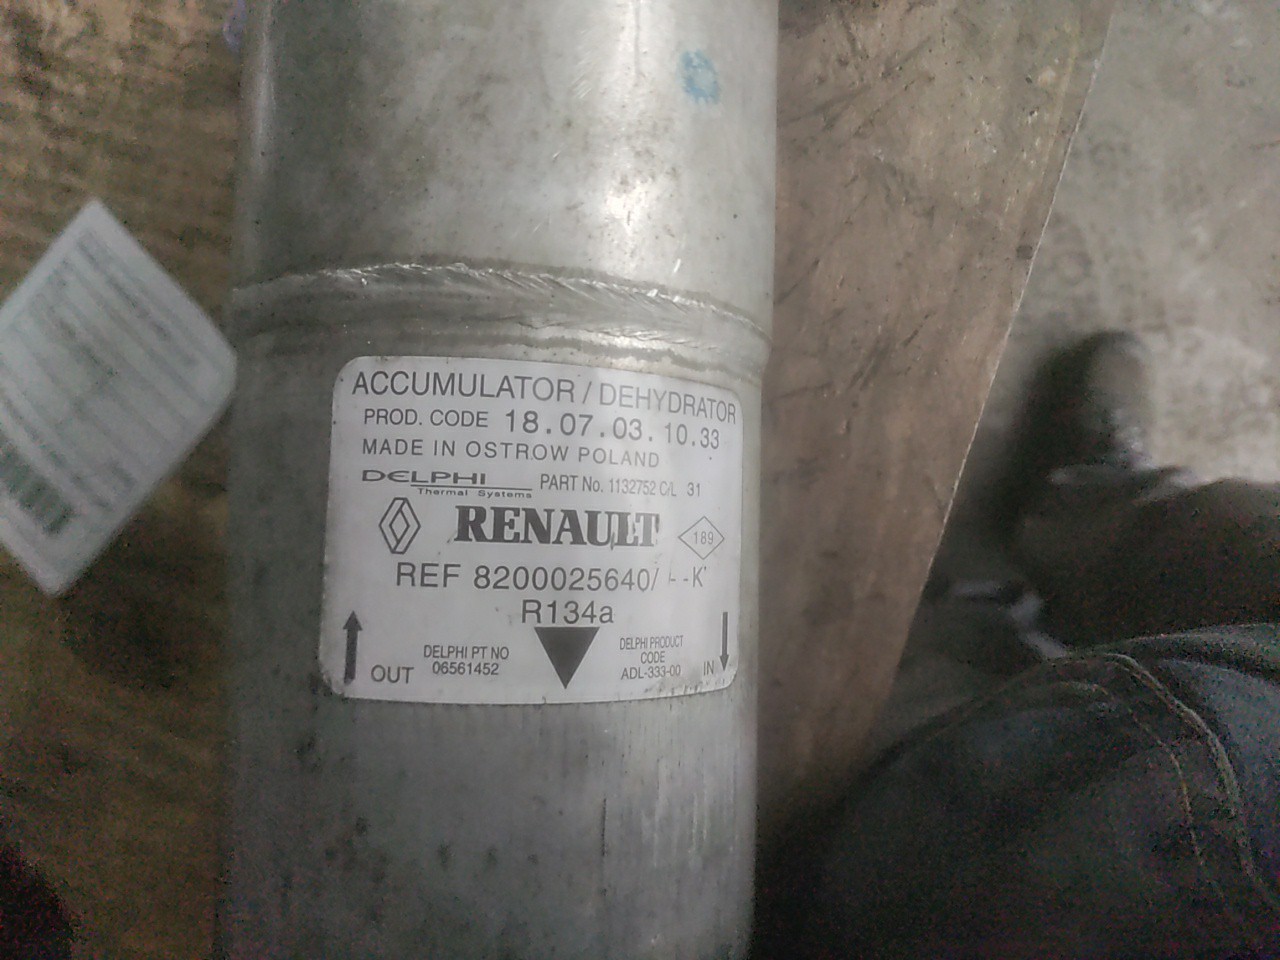 ACCUMULATOR / DEHYDRATOR
PROD. CODE 18.07.03.10.33
MADE IN OSTROW POLAND
DELPHI PART No. 1132752 C/L 31
Thermal Systems
RENAULT 189
REF 8200025640/ - - K
R134a
OUT DELPHI PT NO 06561452
DELPHI PRODUCT CODE ADL-333-00 IN